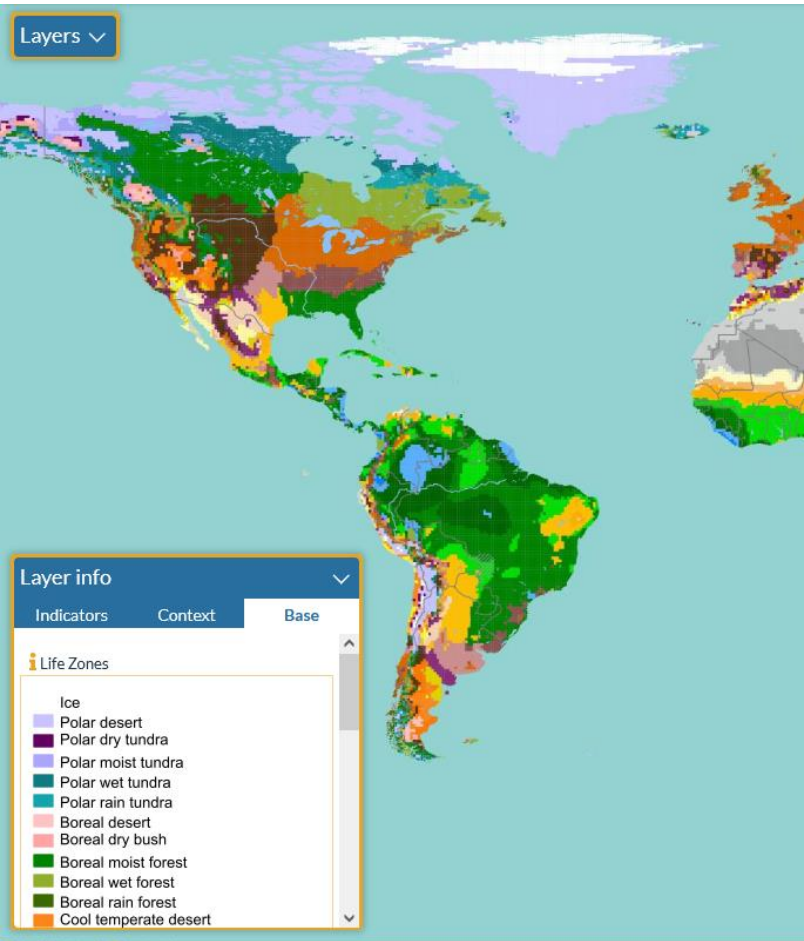 Layers
Layer info
Indicators Context Base
Life Zones
Ice
Polar desert
Polar dry tundra
Polar moist tundra
Polar wet tundra
Polar rain tundra
Boreal desert
Boreal dry bush
Boreal moist forest
Boreal wet forest
Boreal rain forest
Cool temperate desert